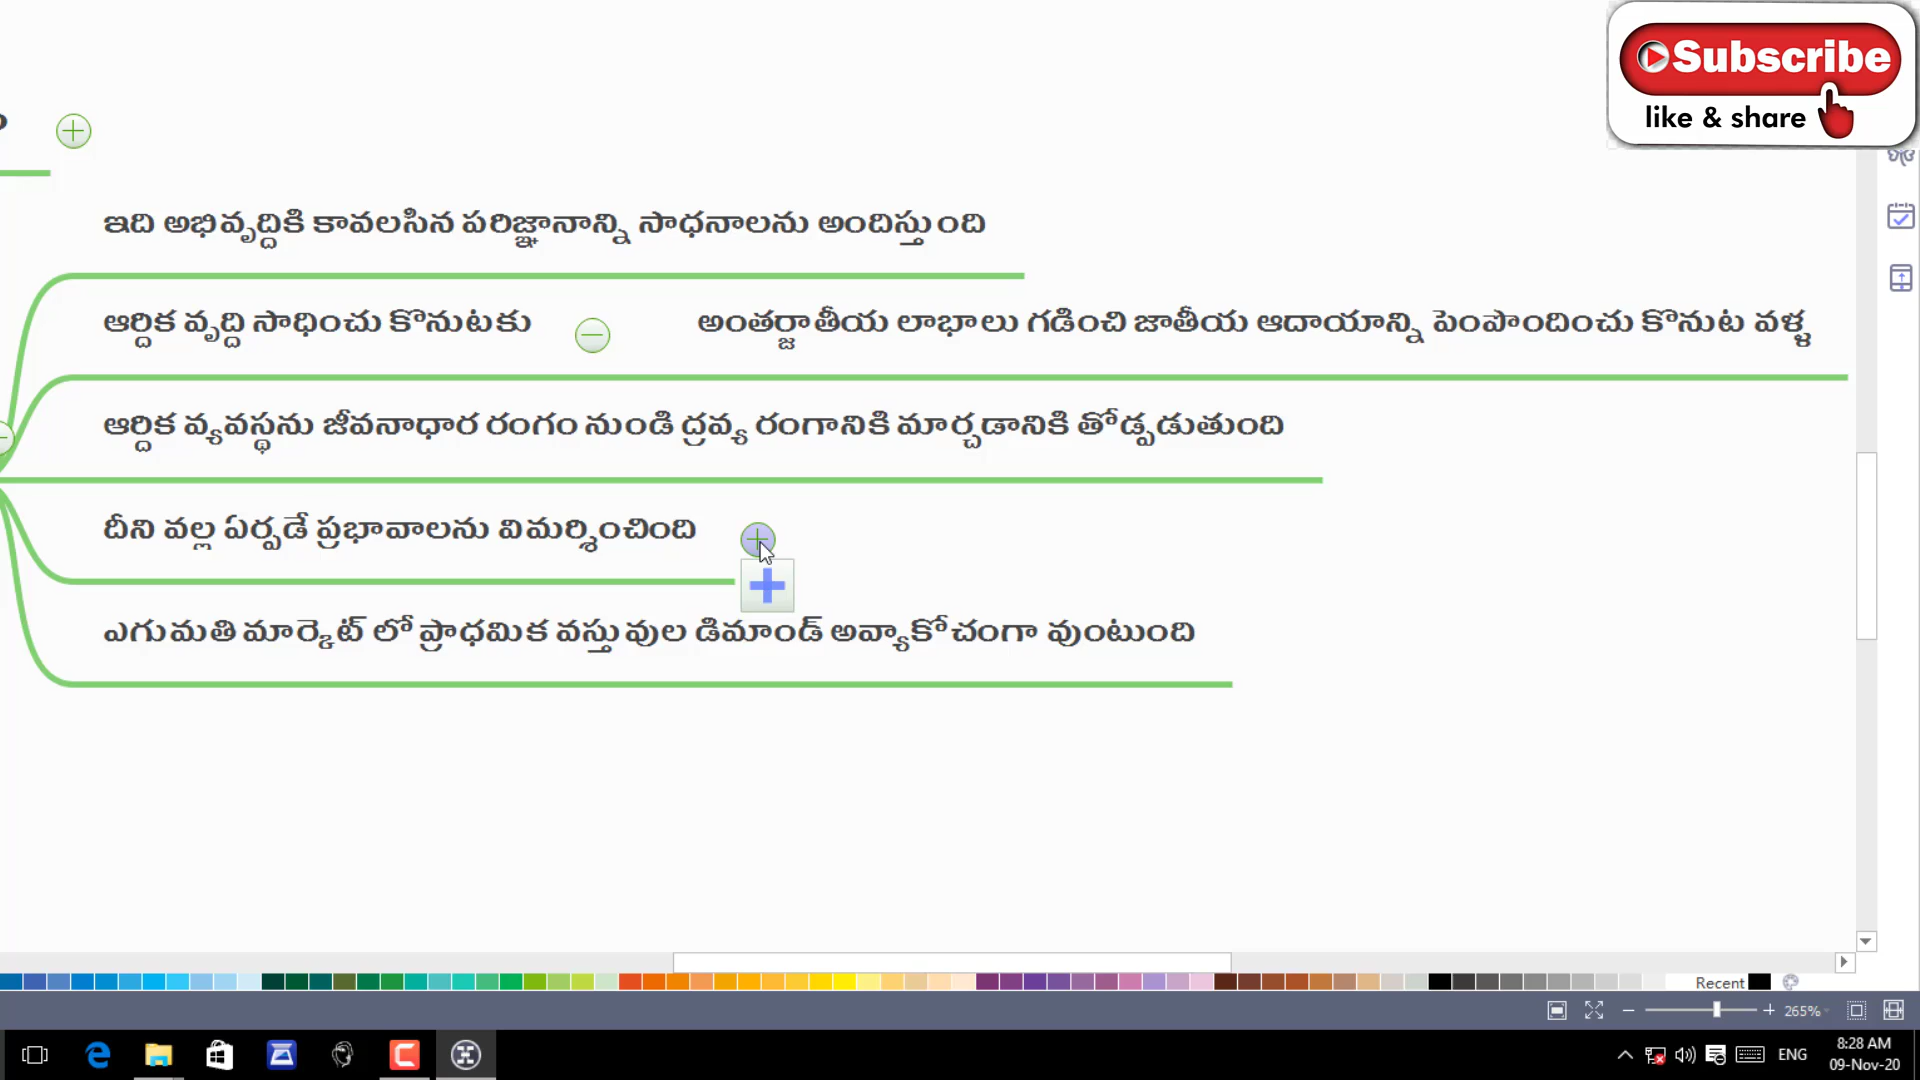 Subscribe
like & share
ఇది అభివృద్దికి కావలసిన పరిజ్ఞానాన్ని సాధనాలను అందిస్తుంది
ఆర్దిక వృద్ది సాధించు కొనుటకు
అంతర్జాతీయ లాభాలు గడించి జాతీయ ఆదాయాన్ని పెంపొందించు కొనుట వళ్ళ
ఆర్దిక వ్యవస్థను జీవనాధార రంగం నుండి ద్రవ్య రంగానికి మార్చడానికి తోడ్పడుతుంది
దీని వల్ల ఏర్పడే ప్రభావాలను విమర్శించింది
ఎగుమతి మార్కెట్ లో ప్రాధమిక వస్తువుల డిమాండ్ అవ్యాకోచంగా వుంటుంది
Recent
265%
8:28 AM
ENG
09-Nov-20